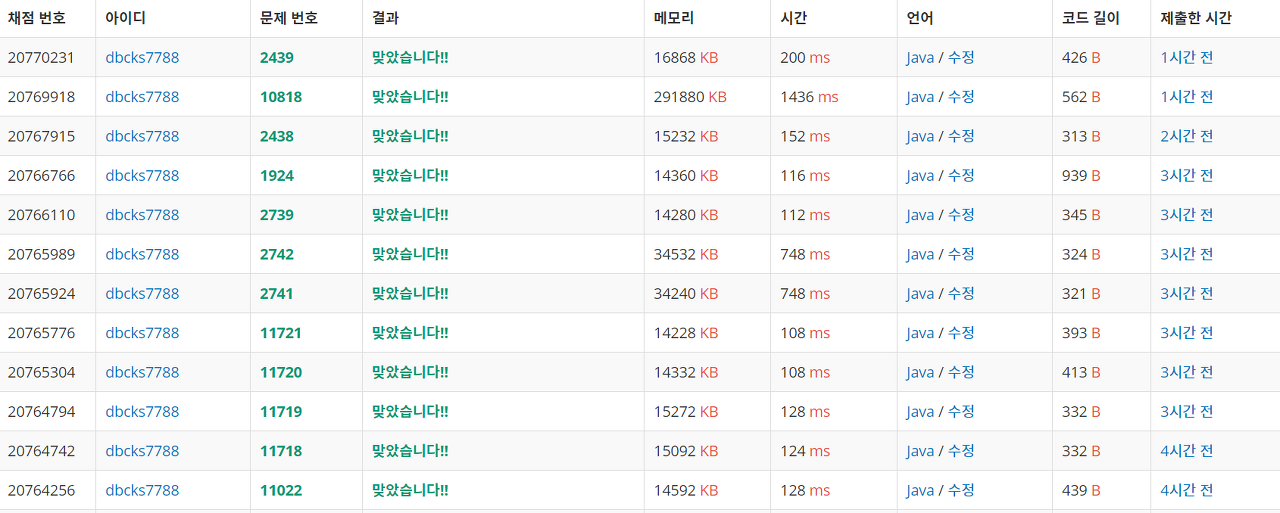 채점 번호 아이디 문제 번호 결과 메모리 시간 언어 코드 길이 제출한 시간
20770231 dbcks7788 2439 맞았습니다!! 16868 KB 200 ms Java / 수정 426 B 1시간 전
20769918 dbcks7788 10818 맞았습니다!! 291880 KB 1436 ms Java / 수정 562 B 1시간 전
20767915 dbcks7788 2438 맞았습니다!! 15232 KB 152 ms Java / 수정 313 B 2시간 전
20766766 dbcks7788 1924 맞았습니다!! 14360 KB 116 ms Java / 수정 939 B 3시간 전
20766110 dbcks7788 2739 맞았습니다!! 14280 KB 112 ms Java / 수정 345 B 3시간 전
20765989 dbcks7788 2742 맞았습니다!! 34532 KB 748 ms Java / 수정 324 B 3시간 전
20765924 dbcks7788 2741 맞았습니다!! 34240 KB 748 ms Java / 수정 321 B 3시간 전
20765776 dbcks7788 11721 맞았습니다!! 14228 KB 108 ms Java / 수정 393 B 3시간 전
20765304 dbcks7788 11720 맞았습니다!! 14332 KB 108 ms Java / 수정 413 B 3시간 전
20764794 dbcks7788 11719 맞았습니다!! 15272 KB 128 ms Java / 수정 332 B 3시간 전
20764742 dbcks7788 11718 맞았습니다!! 15092 KB 124 ms Java / 수정 332 B 4시간 전
20764256 dbcks7788 11022 맞았습니다!! 14592 KB 128 ms Java / 수정 439 B 4시간 전